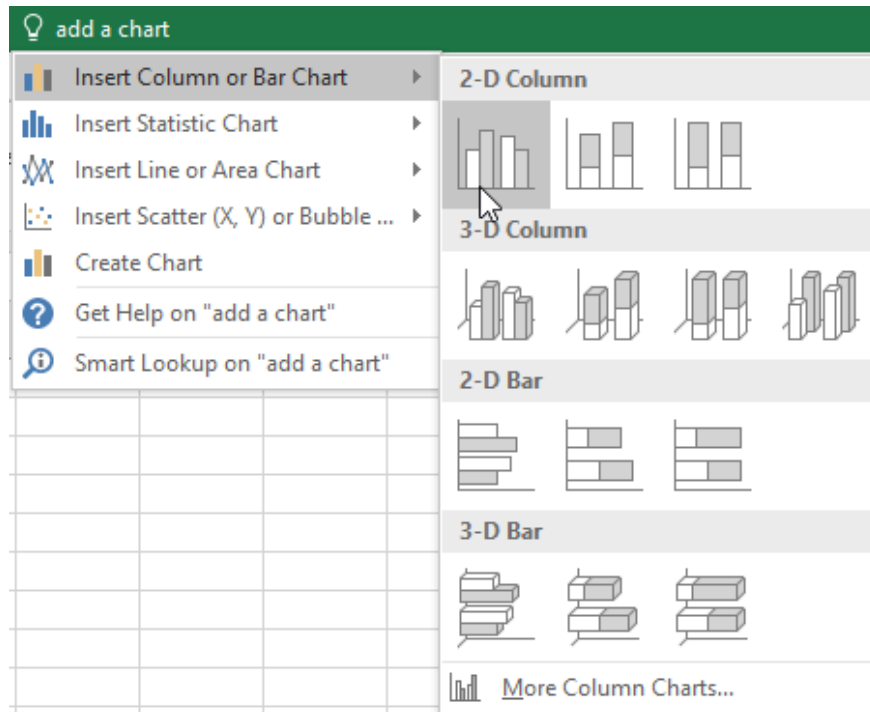 add a chart
Insert Column or Bar Chart
Insert Statistic Chart
Insert Line or Area Chart
Insert Scatter (X, Y) or Bubble ...
Create Chart
Get Help on "add a chart"
Smart Lookup on "add a chart"
2-D Column
3-D Column
2-D Bar
3-D Bar
More Column Charts...